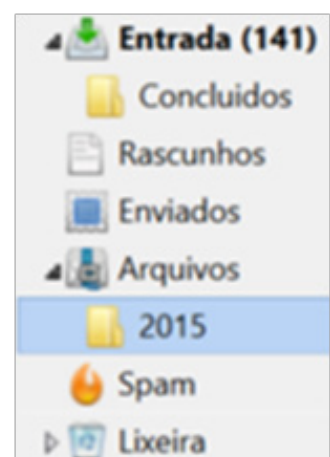 Entrada (141)
Concluidos
Rascunhos
Enviados
Arquivos
2015
Spam
Lixeira